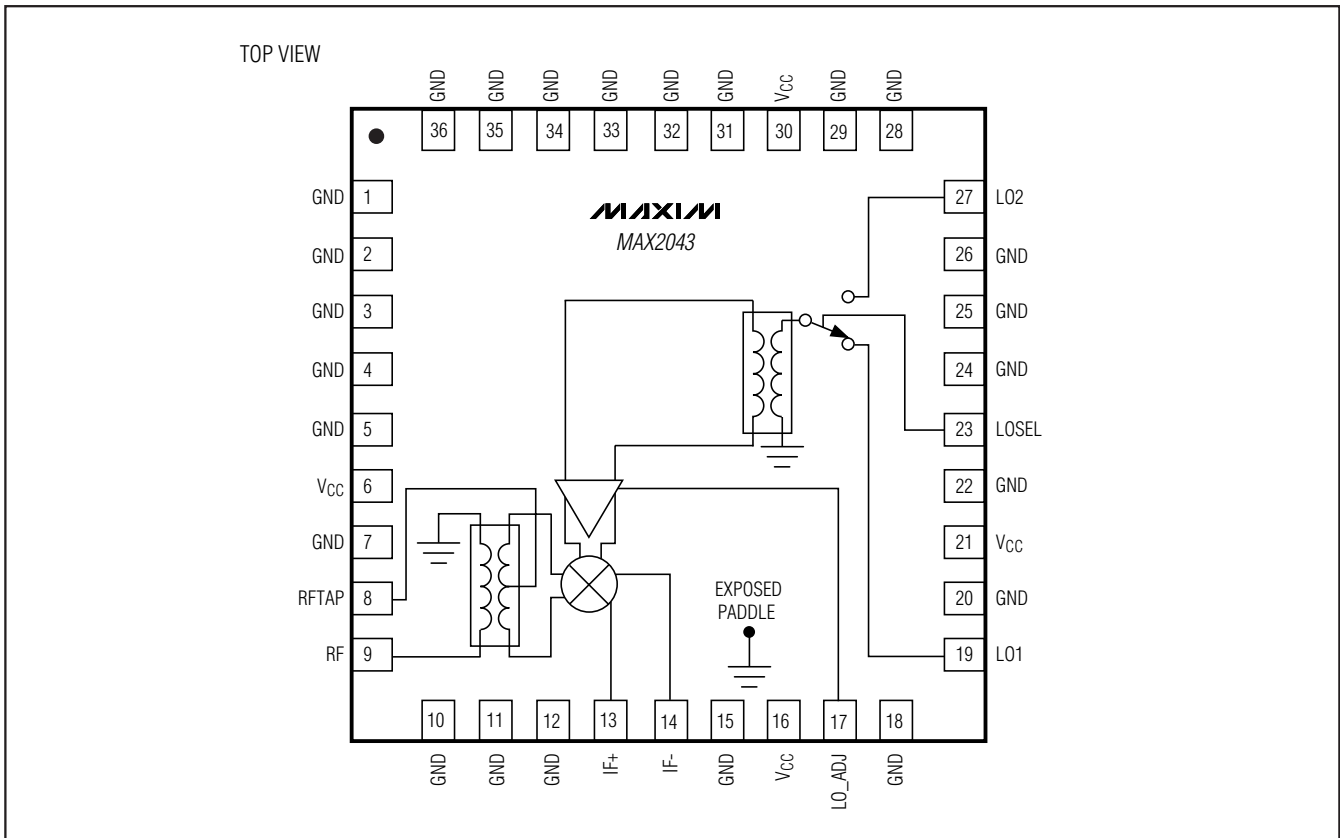 TOP VIEW
GND GND GND GND GND GND VCC GND GND
36 35 34 33 32 31 30 29 28
MAXIM
MAX2043
GND 1
GND 2
GND 3
GND 4
GND 5
VCC 6
GND 7
RFTAP 8
RF 9
27 LO2
26 GND
25 GND
24 GND
23 LOSEL
22 GND
21 VCC
20 GND
19 LO1
EXPOSED
PADDLE
10 11 12 13 14 15 16 17 18
GND GND GND IF+ IF- GND VCC LO_ADJ GND